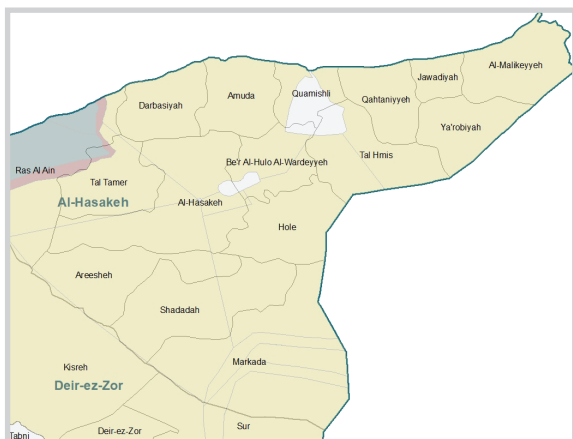 Al-Malikeyyeh
Jawadiyah
Quamishli
Amuda
Qahtaniyyeh
Darbasiyah
Ya'robiyah
Tal Hmis
Be'r Al-Hulo Al-Wardeyyeh
Ras Al Ain
Tal Tamer
Al-Hasakeh
Al-Hasakeh
Hole
Areesheh
Shadadah
Markada
Kisreh
Deir-ez-Zor
Sur
Deir-ez-Zor
Tabni